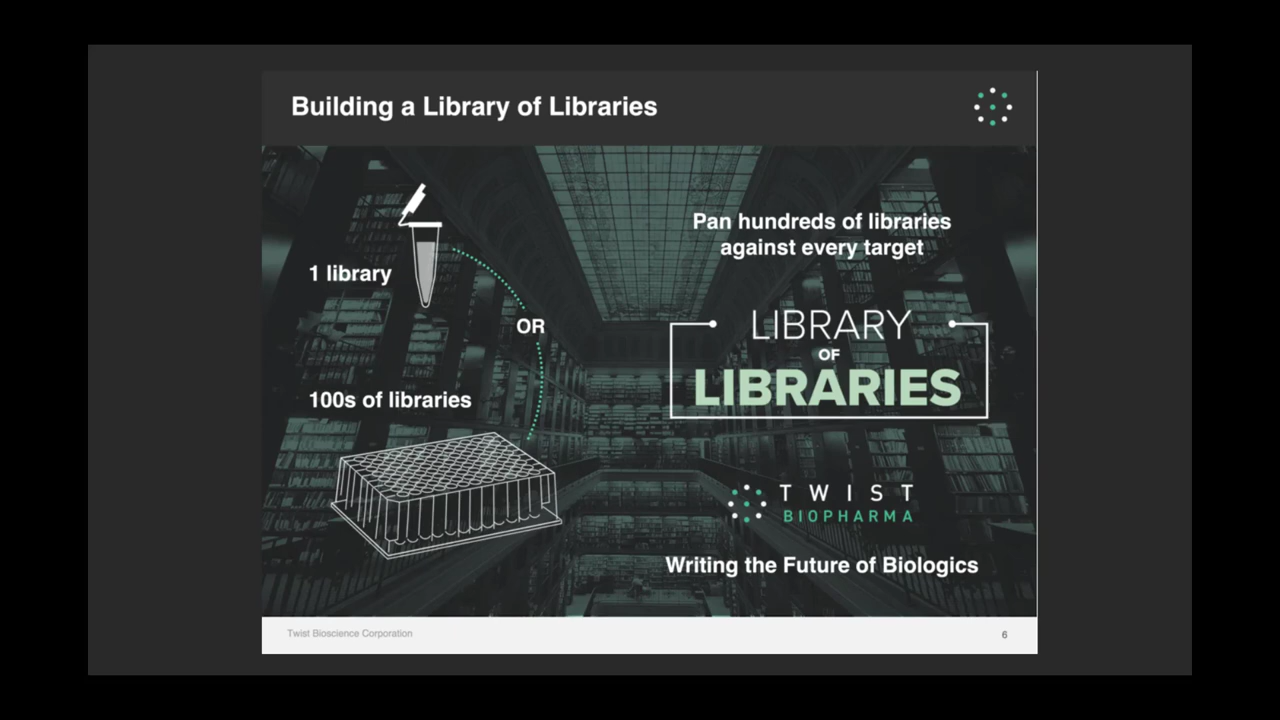 Building a Library of Libraries
1 library
OR
100s of libraries
Pan hundreds of libraries
against every target
LIBRARY
OF
LIBRARIES
TWIST
BIOPHARMA
Writing the Future of Biologics
Twist Bioscience Corporation
6